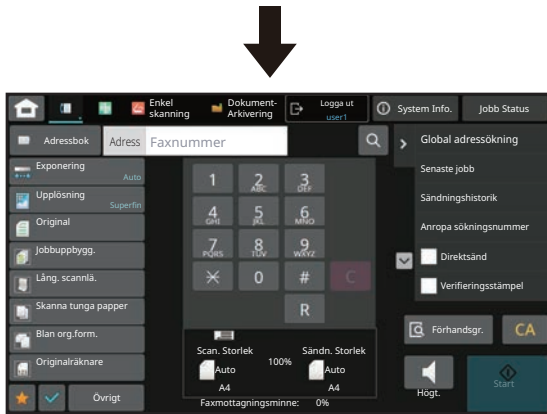 Enkel skanning
Dokument-Arkivering
Logga ut
user1
System Info.
Jobb Status
Adressbok
Adress
Faxnummer
Global adressökning
Exponering
Auto
Upplösning
Superfin
Original
Jobbuppbygg.
Lång. scannlä.
Skanna tunga papper
Blan org.form.
Originalräknare
Övrigt
1
2
ABC
3
DEF
4
GHI
5
JKL
6
MNO
7
PQRS
8
TUV
9
WXYZ
0
#
C
R
Scan. Storlek
Sändn. Storlek
100%
Auto
Auto
A4
A4
Faxmottagningsminne: 0%
Senaste jobb
Sändningshistorik
Anropa sökningsnummer
Direktsänd
Verifieringsstämpel
Förhandsgr.
CA
Högt.
Start